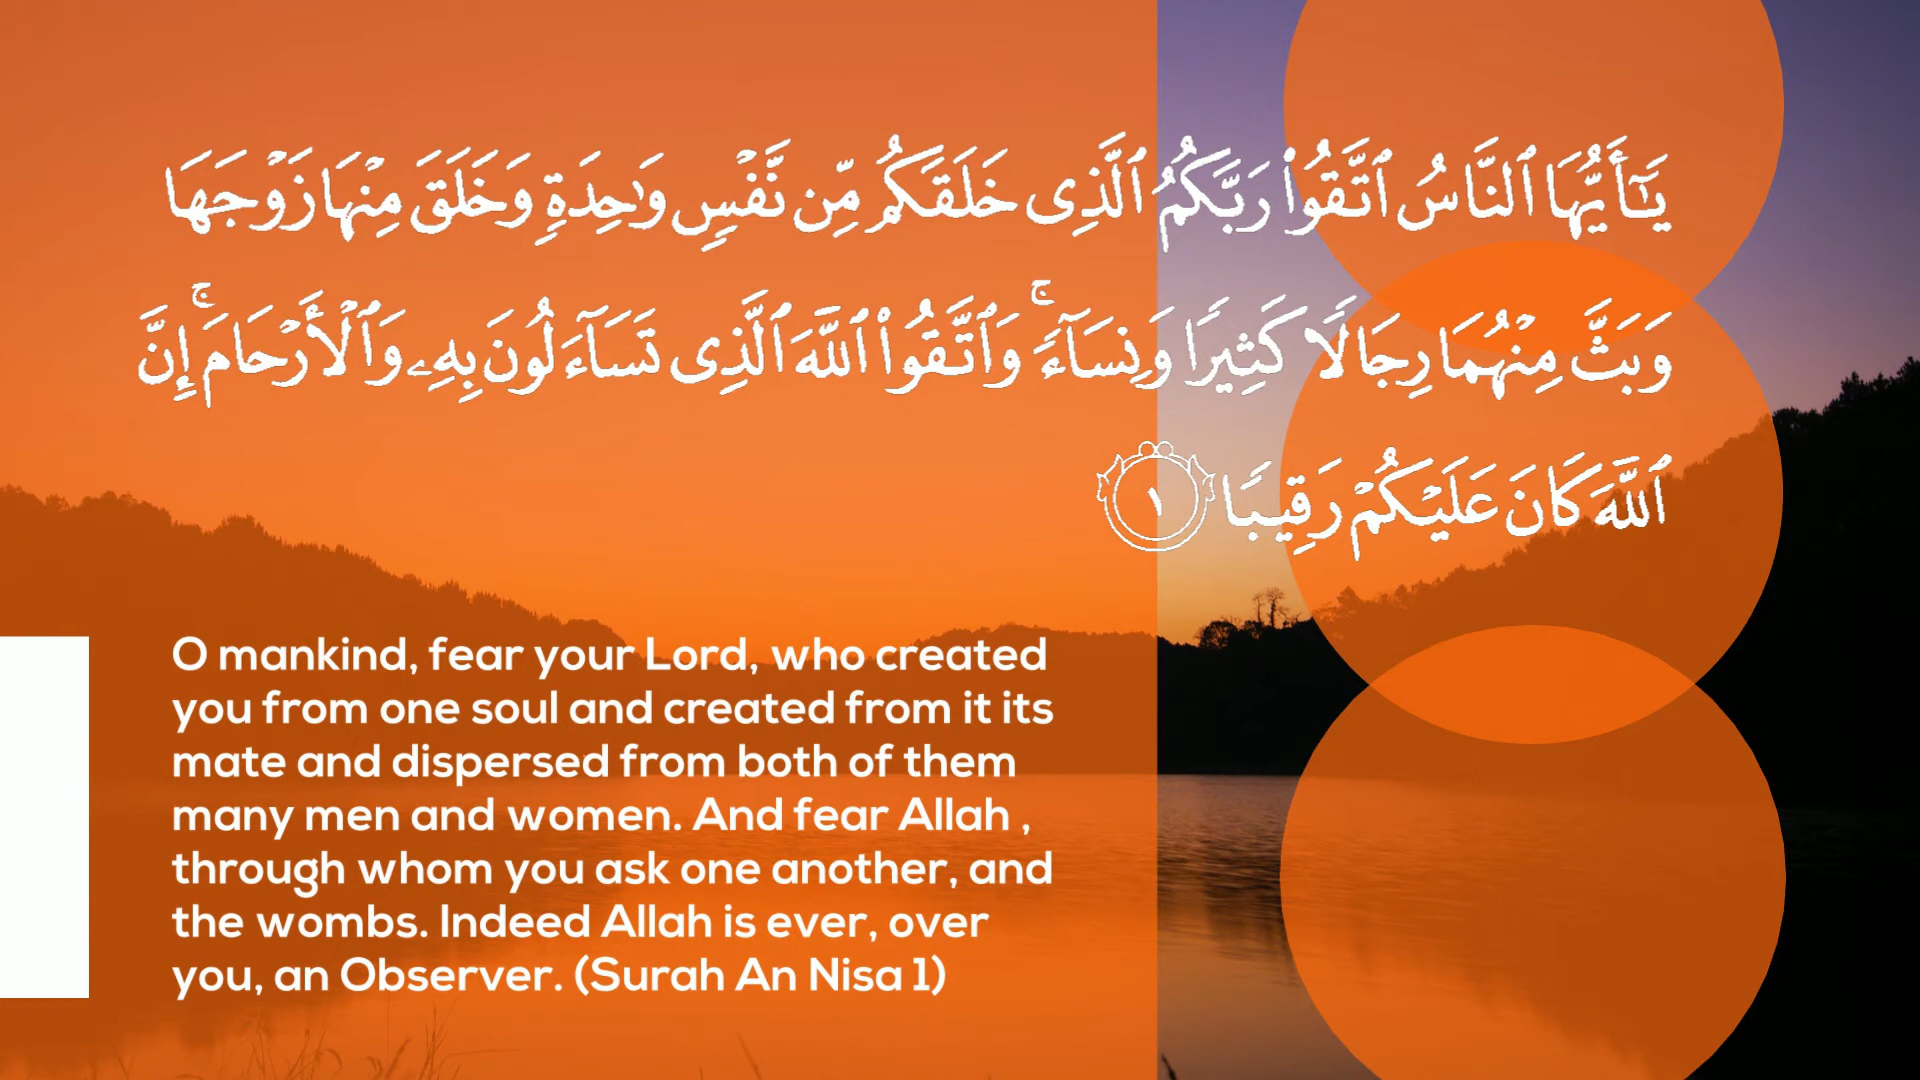 يَـٰٓأَيُّهَا ٱلنَّاسُ ٱتَّقُوا۟ رَبَّكُمُ ٱلَّذِى خَلَقَكُم مِّن نَّفْسٍ وَٰحِدَةٍ وَخَلَقَ مِنْهَا زَوْجَهَا
وَبَثَّ مِنْهُمَا رِجَالًا كَثِيرًا وَنِسَآءً ۚ وَٱتَّقُوا۟ ٱللَّهَ ٱلَّذِى تَسَآءَلُونَ بِهِۦ وَٱلْأَرْحَامَ ۚ إِنَّ
ٱللَّهَ كَانَ عَلَيْكُمْ رَقِيبًا ١
O mankind, fear your Lord, who created
you from one soul and created from it its
mate and dispersed from both of them
many men and women. And fear Allah ,
through whom you ask one another, and
the wombs. Indeed Allah is ever, over
you, an Observer. (Surah An Nisa 1)